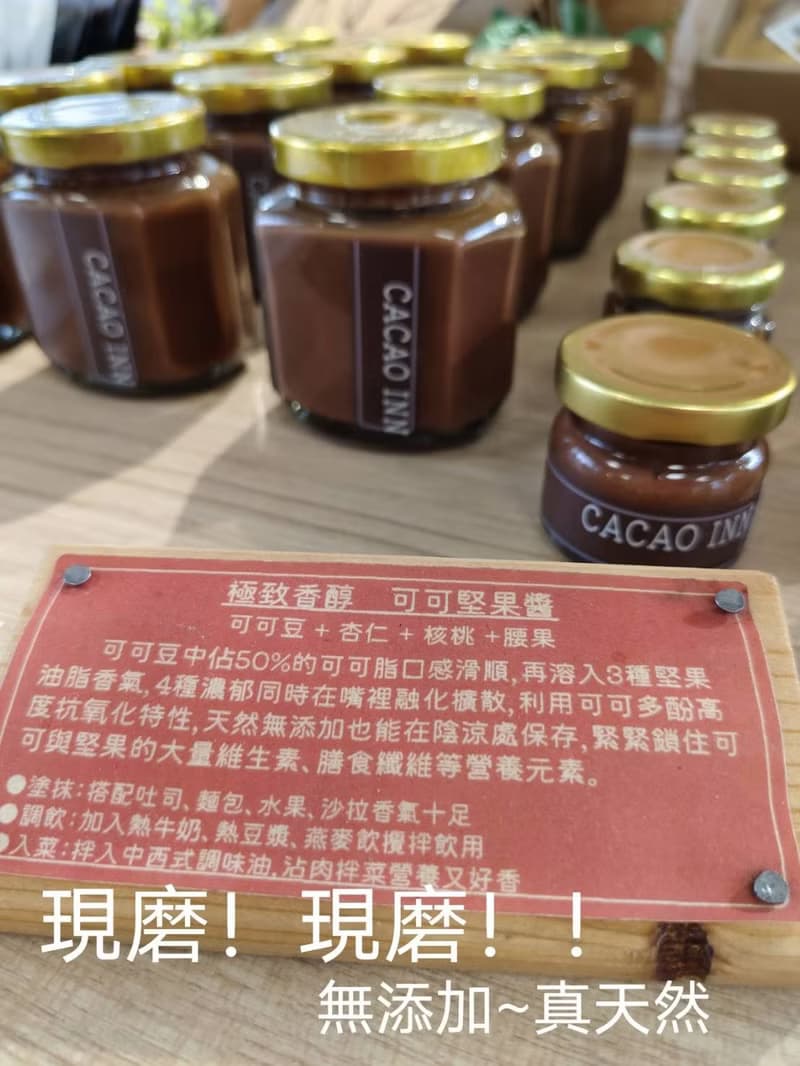 CACAO INN
CACAO INN
CACAO INN
極致香醇 可可堅果醬
可可豆 + 杏仁 + 核桃 +腰果
可可豆中佔50%的可可脂口感滑順,再溶入3種堅果
油脂香氣,4種濃郁同時在嘴裡融化擴散,利用可可多酚高
度抗氧化特性,天然無添加也能在陰涼處保存,緊緊鎖住可
可與堅果的大量維生素、膳食纖維等營養元素。
●塗抹:搭配吐司、麵包、水果、沙拉香氣十足
●調飲:加入熱牛奶、熱豆漿、燕麥飲攪拌飲用
●入菜:拌入中西式調味油,沾肉拌菜營養又好香
現磨!現磨!!
無添加~真天然